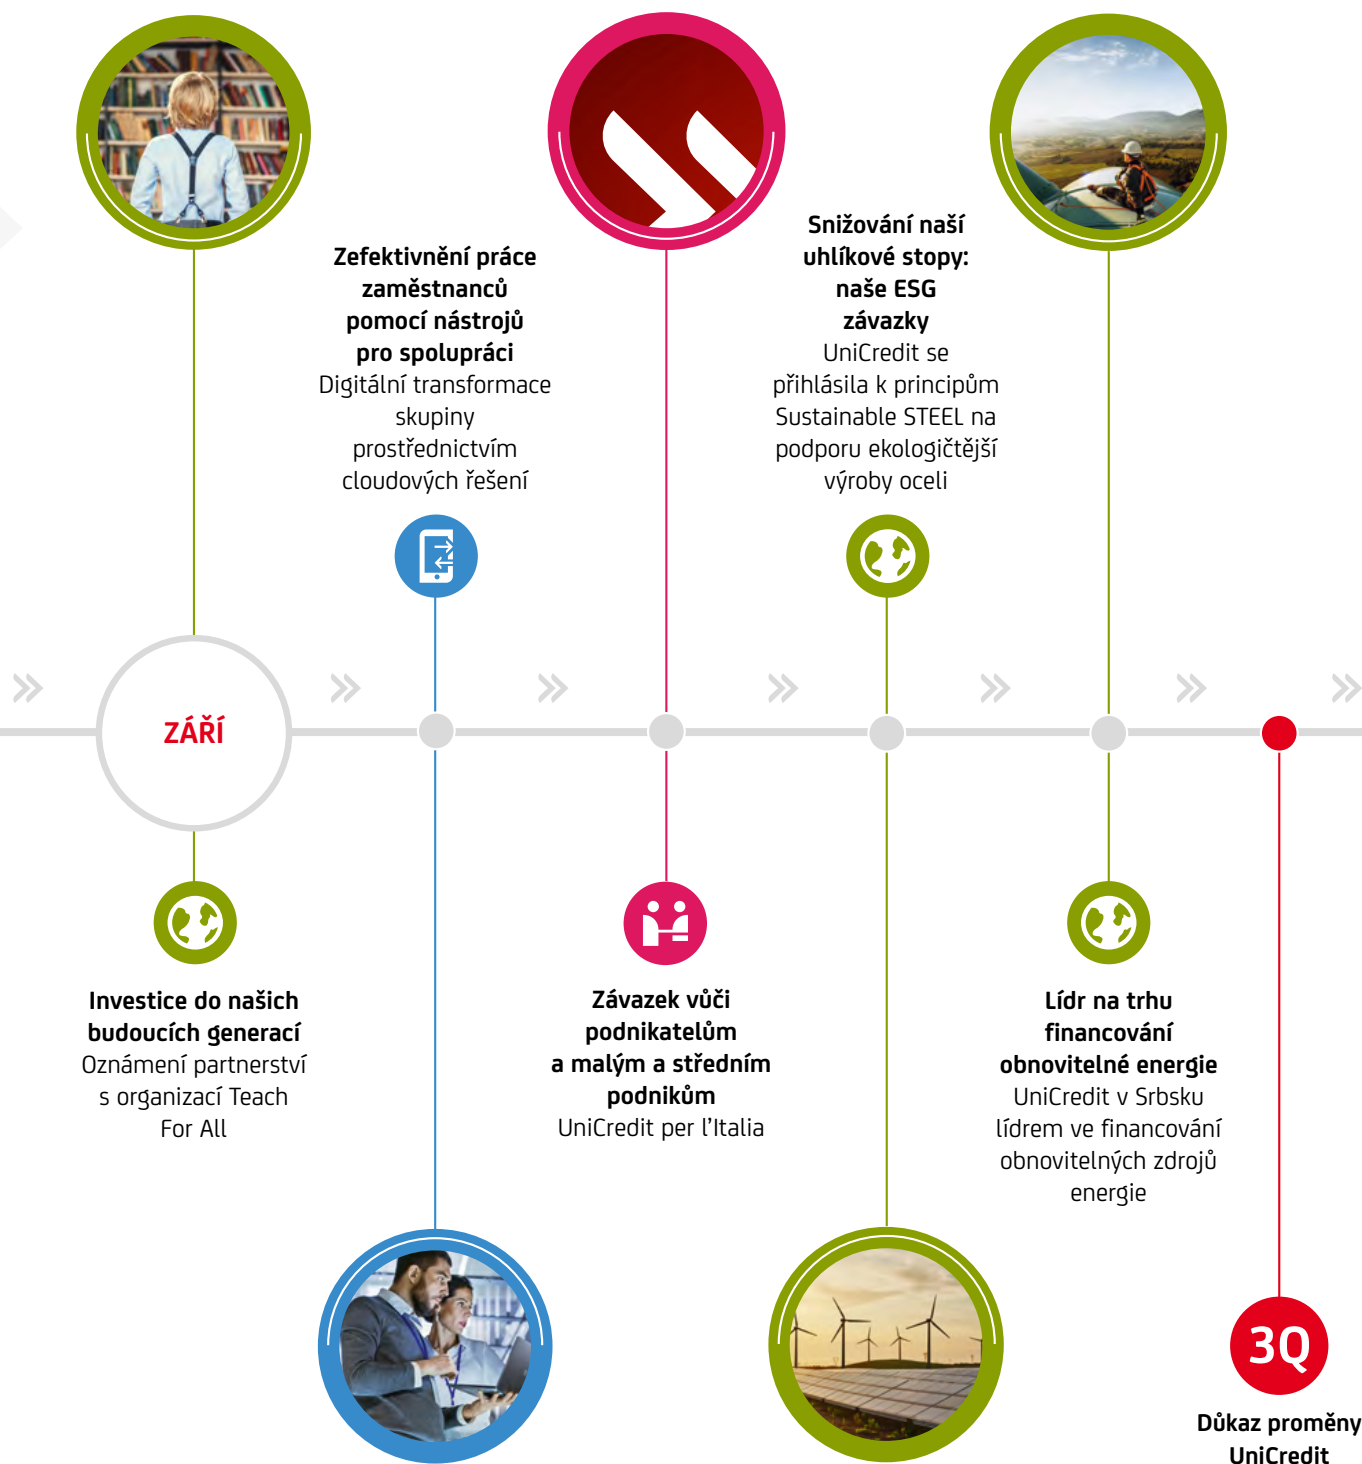 Zefektivnění práce
zaměstnanců
pomocí nástrojů
pro spolupráci
Digitální transformace
skupiny
prostřednictvím
cloudových řešení
Snižování naší
uhlíkové stopy:
naše ESG
závazky
UniCredit se
přihlásila k principům
Sustainable STEEL na
podporu ekologičtější
výroby oceli
ZÁŘÍ
Investice do našich
budoucích generací
Oznámení partnerství
s organizací Teach
For All
Závazek vůči
podnikatelům
a malým a středním
podnikům
UniCredit per l’Italia
Lídr na trhu
financování
obnovitelné energie
UniCredit v Srbsku
lídrem ve financování
obnovitelných zdrojů
energie
3Q
Důkaz proměny
UniCredit